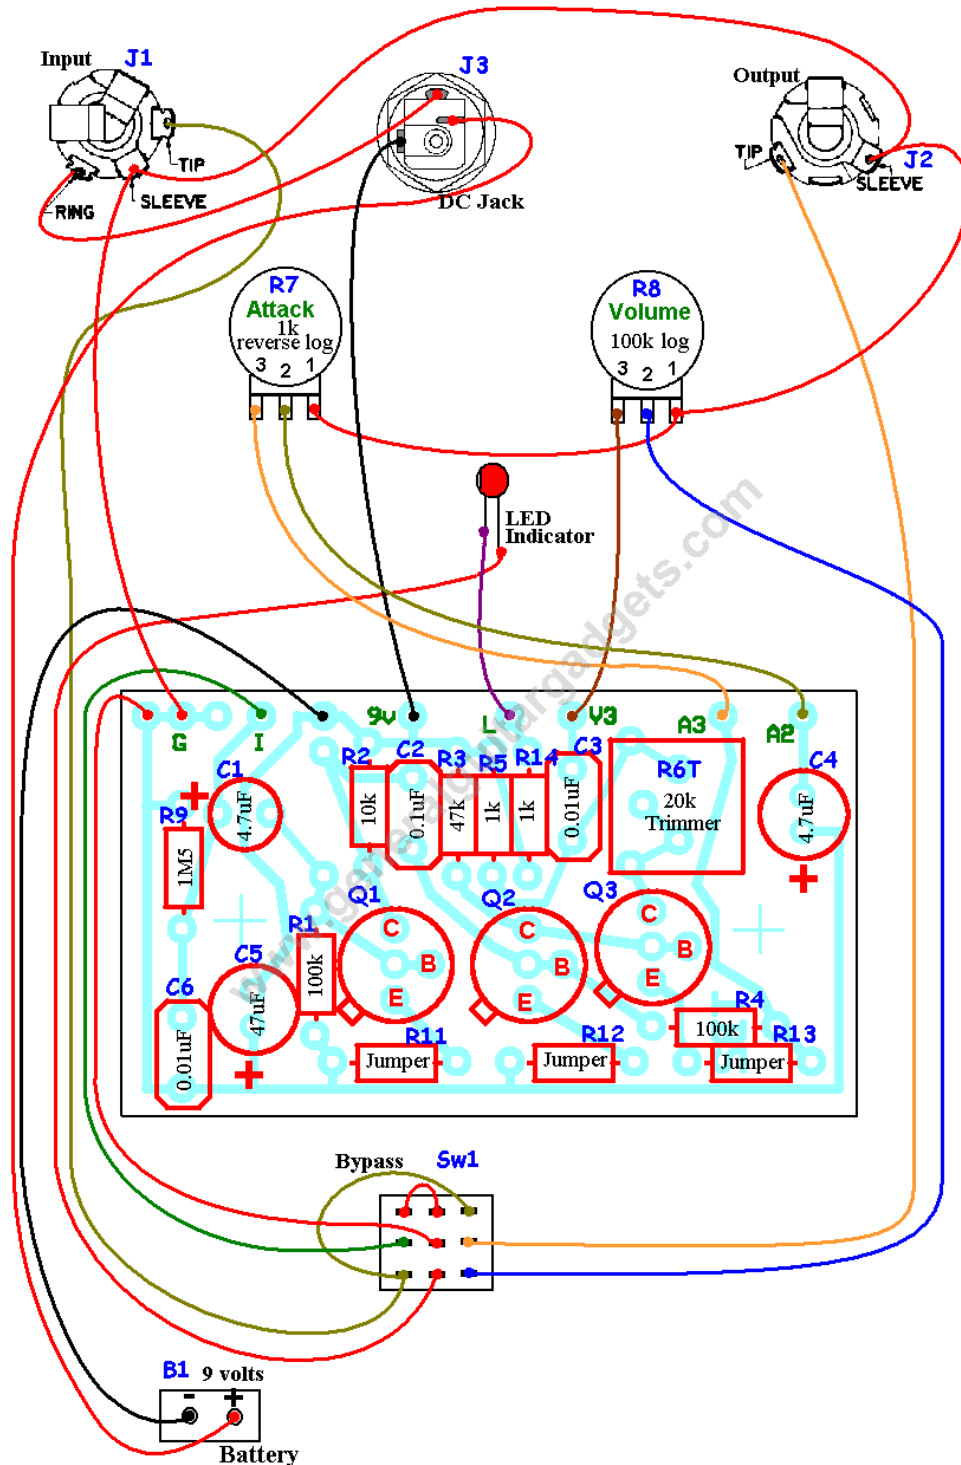 Input
J1
J3
Output
TIP
RING
SLEEVE
DC Jack
TIP
J2
SLEEVE
R7
Attack
1k
reverse log
3 2 1
R8
Volume
100k log
3 2 1
LED
Indicator
www.generalguitargadgets.com
G
I
9v
L
V3
A3
A2
R2
C2
R3
R5
R14
C3
R6T
20k
Trimmer
C4
C1
4.7uF
+
10k
0.1uF
47k
1k
1k
0.01uF
4.7uF
+
R9
1M5
Q1
C
B
E
Q2
C
B
E
Q3
C
B
E
R1
100k
C5
47uF
+
C6
0.01uF
R4
100k
R11
Jumper
R12
Jumper
R13
Jumper
Bypass
Sw1
B1
9 volts
- +
Battery